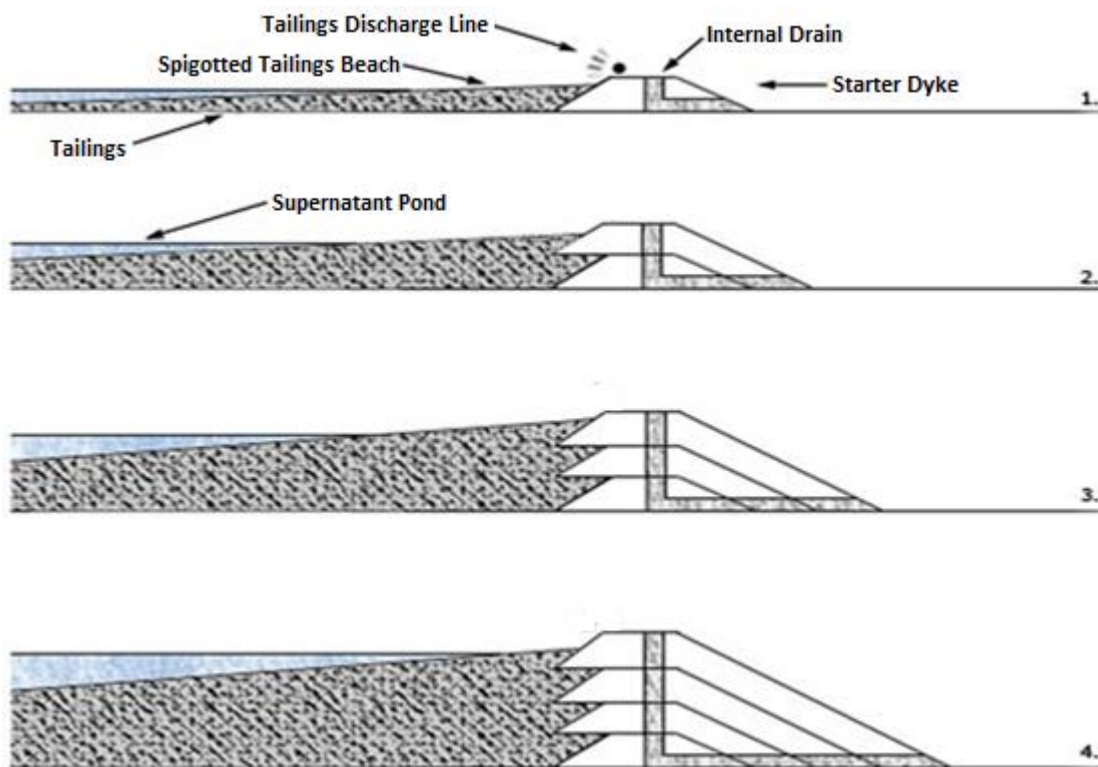 Tailings Discharge Line
Internal Drain
Spigotted Tailings Beach
Starter Dyke
1.
Tailings
Supernatant Pond
2.
3.
4.